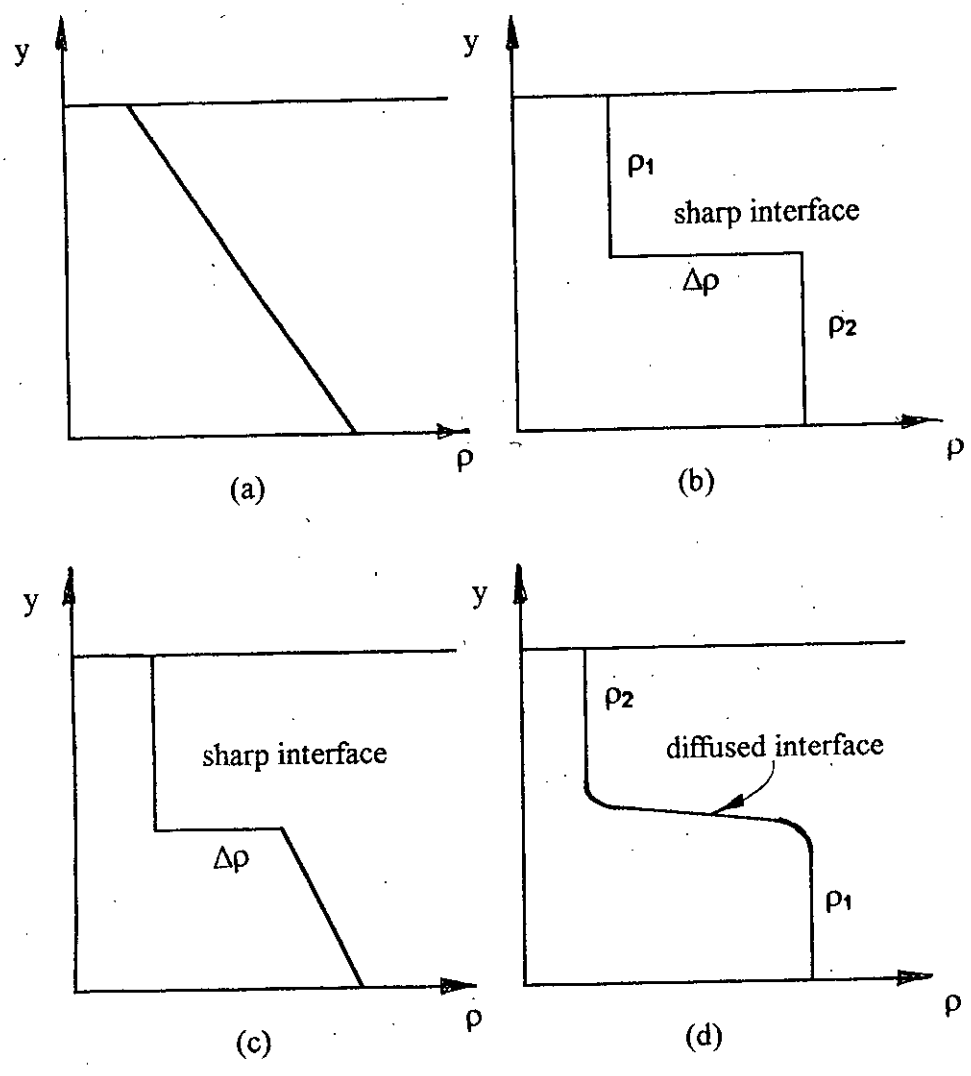 y
ρ
(a)
y
ρ₁
sharp interface
Δρ
ρ₂
ρ
(b)
y
sharp interface
Δρ
ρ
(c)
y
ρ₂
diffused interface
ρ₁
ρ
(d)